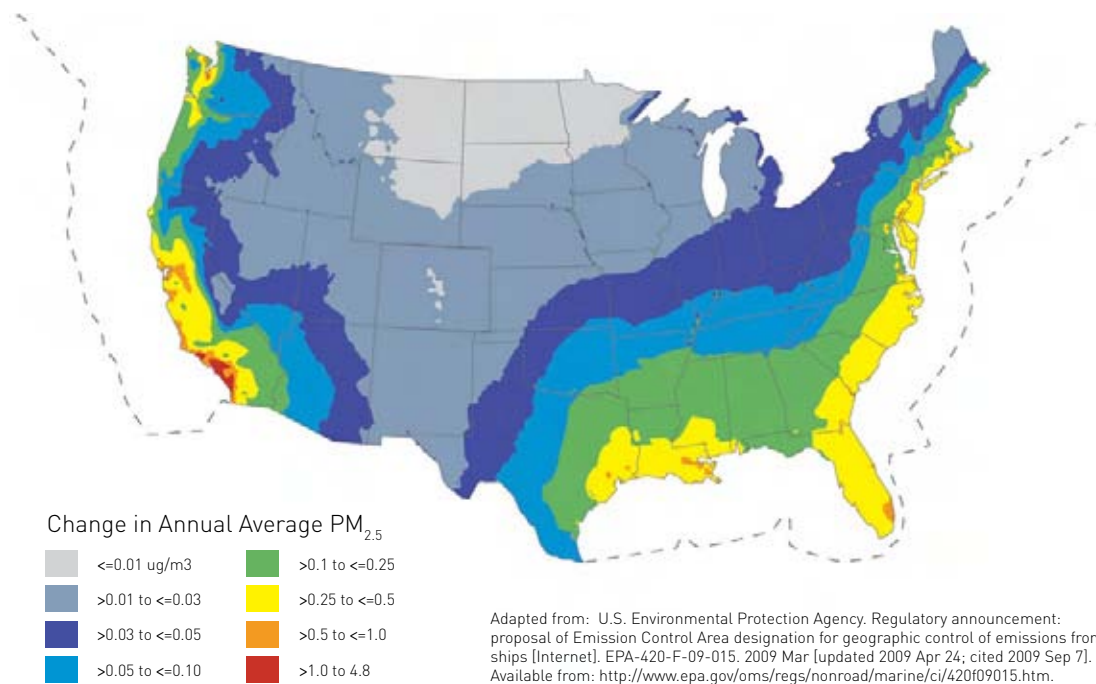 Change in Annual Average PM2.5
<=0.01 ug/m3
>0.01 to <=0.03
>0.03 to <=0.05
>0.05 to <=0.10
>0.1 to <=0.25
>0.25 to <=0.5
>0.5 to <=1.0
>1.0 to 4.8
Adapted from: U.S. Environmental Protection Agency. Regulatory announcement:
proposal of Emission Control Area designation for geographic control of emissions from
ships [Internet]. EPA-420-F-09-015. 2009 Mar [updated 2009 Apr 24; cited 2009 Sep 7].
Available from: http://www.epa.gov/oms/regs/nonroad/marine/ci/420f09015.htm.